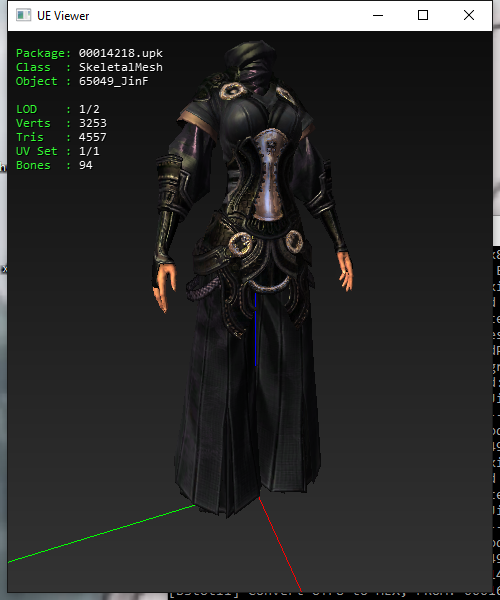 UE Viewer
Package: 00014218.upk
Class : SkeletalMesh
Object : 65049_JinF
LOD : 1/2
Verts : 3253
Tris : 4557
UV Set : 1/1
Bones : 94